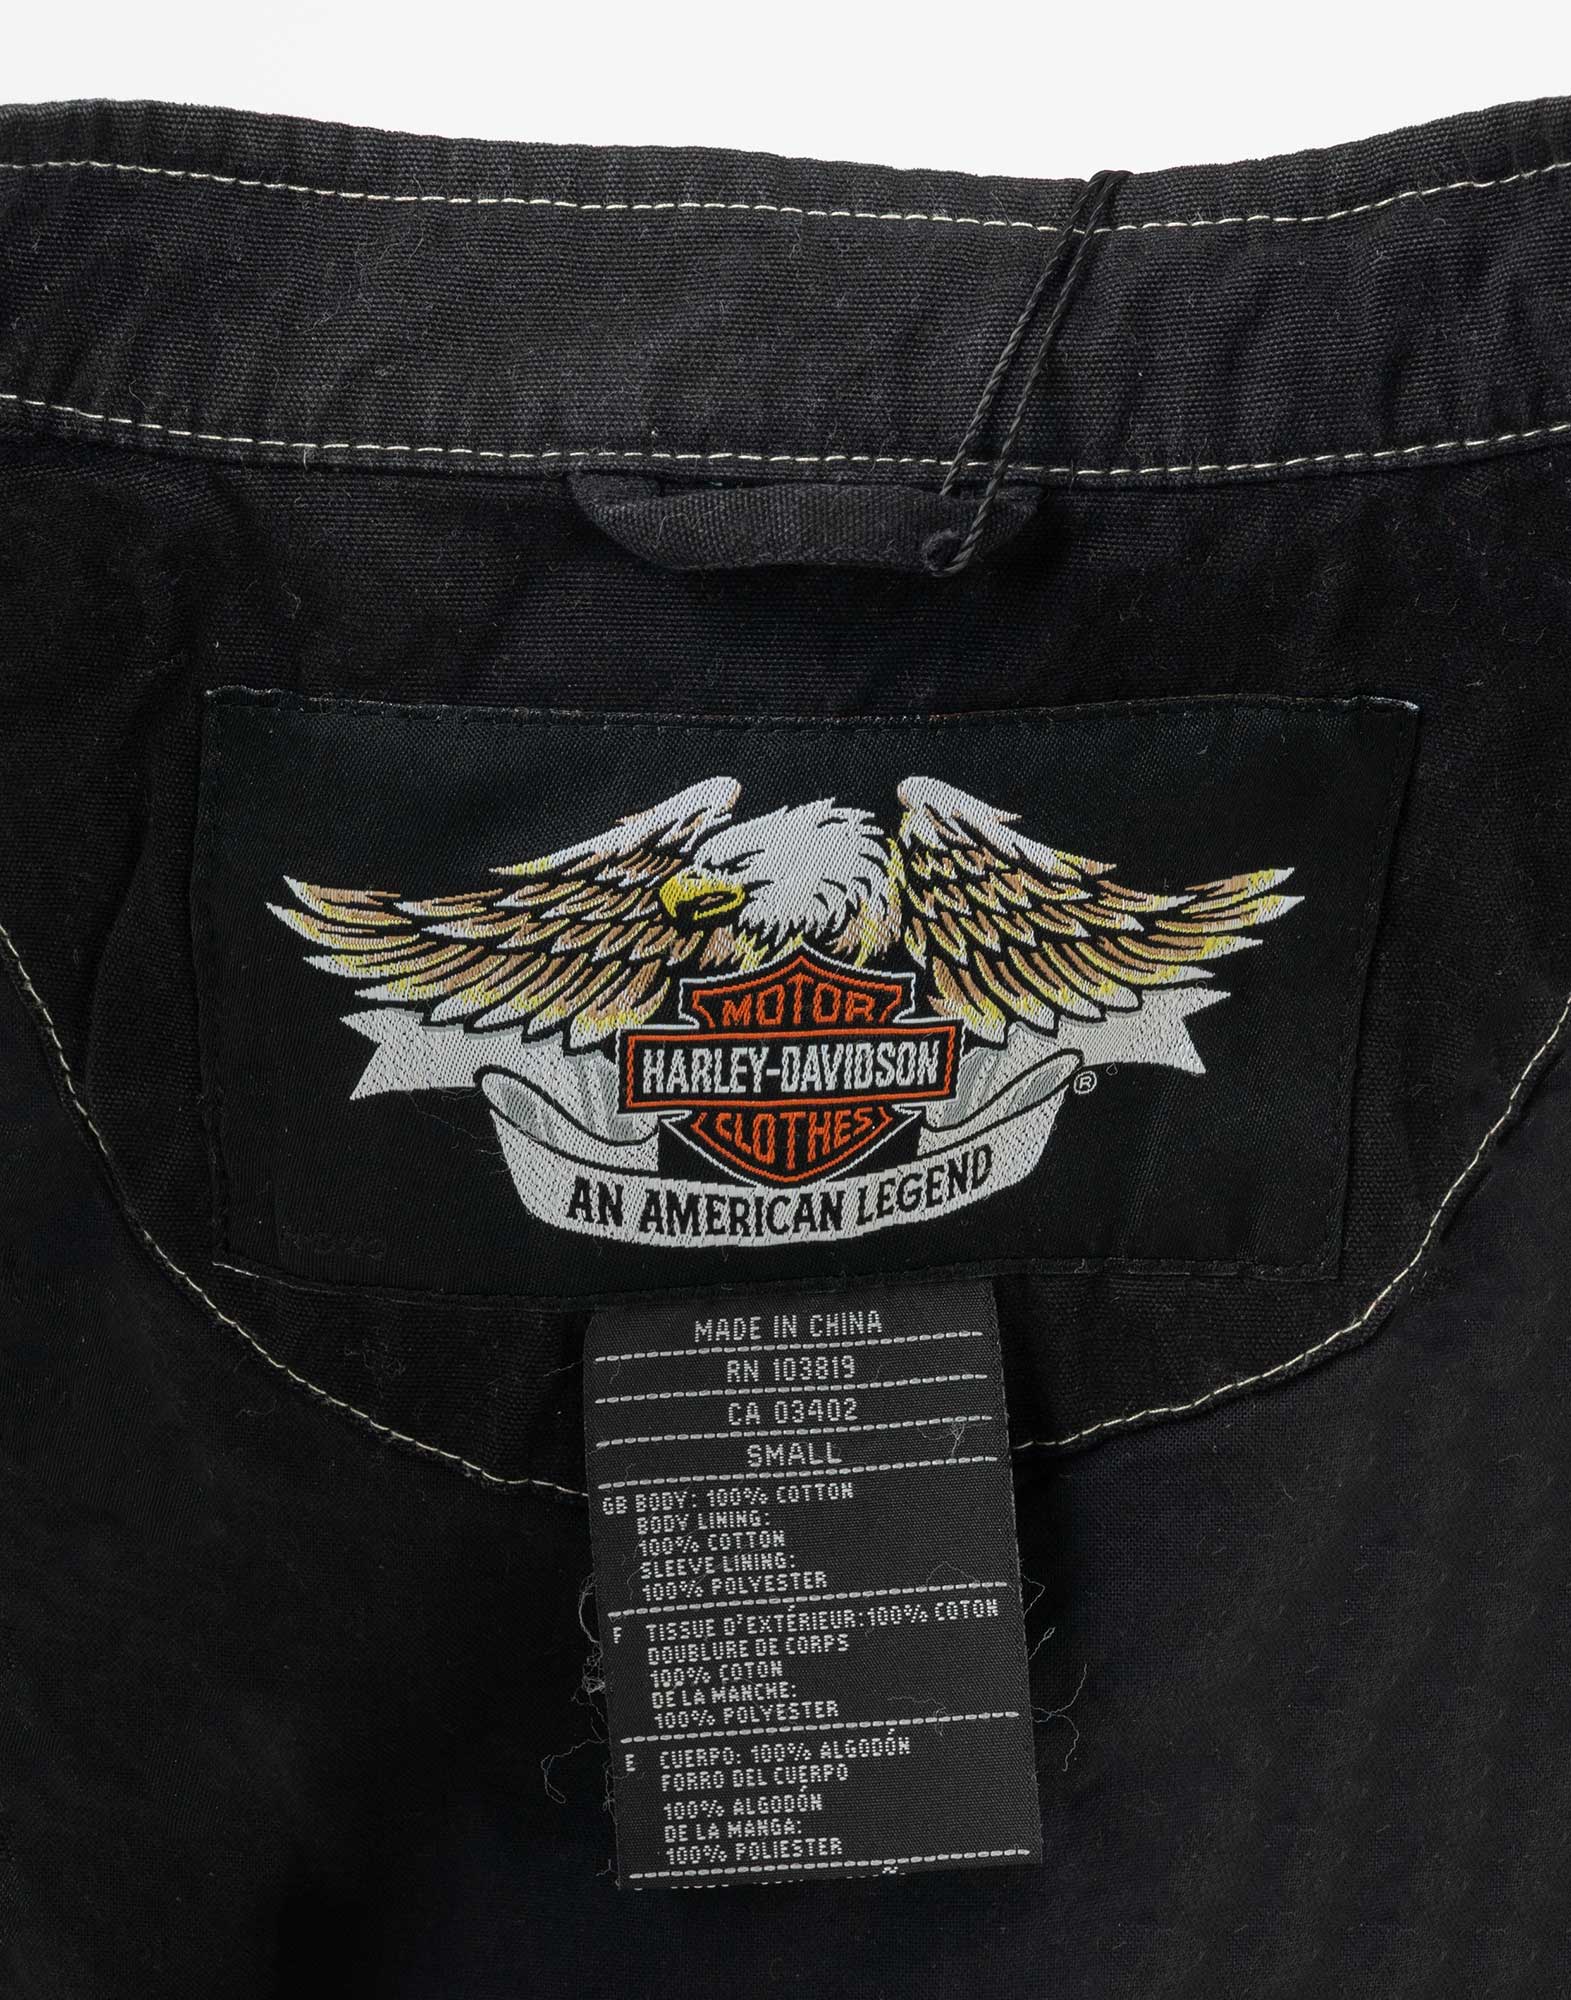 MOTOR
HARLEY-DAVIDSON
®
CLOTHES
AN AMERICAN LEGEND
MADE IN CHINA
RN 103819
CA 03402
SMALL
GB BODY: 100% COTTON
BODY LINING:
100% COTTON
SLEEVE LINING:
100% POLYESTER
F TISSUE D'EXTÉRIEUR:100% COTON
DOUBLURE DE CORPS
100% COTON
DE LA MANCHE:
100% POLYESTER
E CUERPO: 100% ALGODÓN
FORRO DEL CUERPO
100% ALGODÓN
DE LA MANGA:
100% POLIESTER